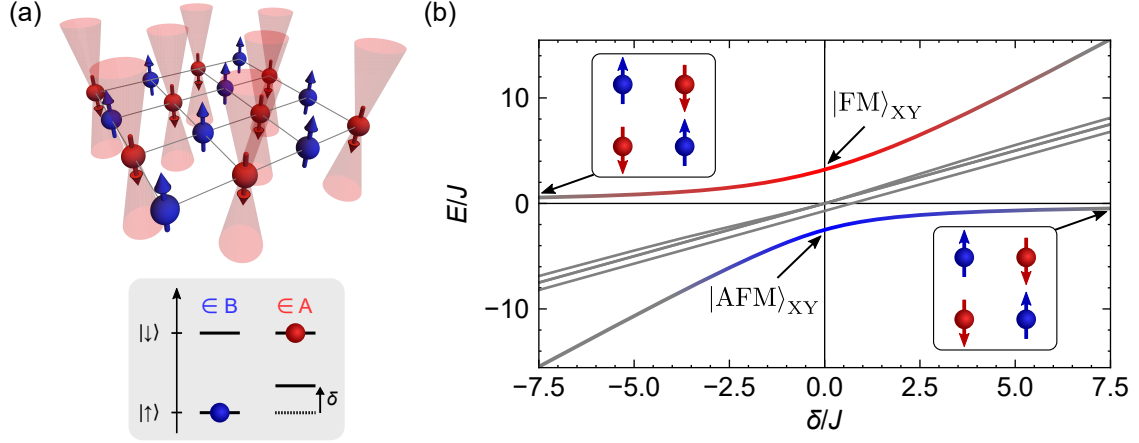 (a)
∈ B
∈ A
|↓⟩
|↑⟩
δ
(b)
E/J
10
0
−10
|FM⟩XY
|AFM⟩XY
−7.5
−5.0
−2.5
0.0
2.5
5.0
7.5
δ/J